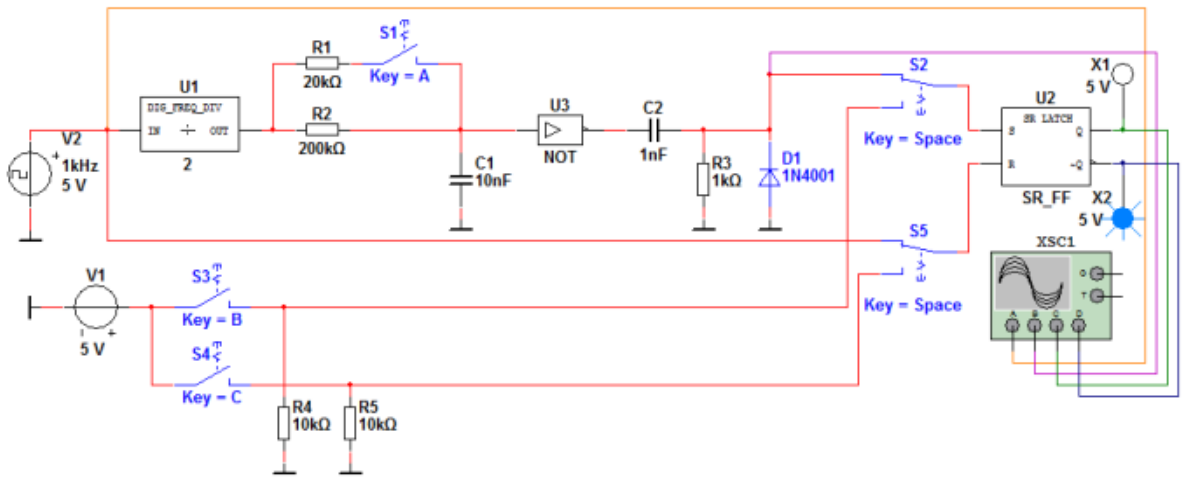 S1
R1
Key = A
20kΩ
U1
DIG_FREQ_DIV
IN ÷ OUT
2
R2
200kΩ
V2
1kHz
5 V
C1
10nF
U3
NOT
C2
1nF
R3
1kΩ
D1
1N4001
S2
Key = Space
X1
5 V
U2
SR LATCH
S Q
R ~Q
SR_FF
X2
5 V
S5
Key = Space
XSC1
G
T
A B C D
V1
5 V
S3
Key = B
S4
Key = C
R4
10kΩ
R5
10kΩ